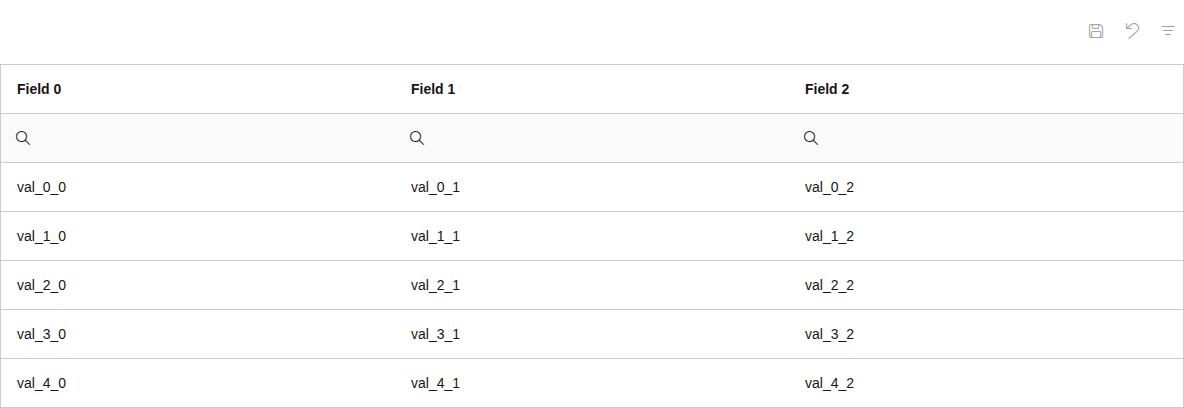 Field 0 Field 1 Field 2
val_0_0 val_0_1 val_0_2
val_1_0 val_1_1 val_1_2
val_2_0 val_2_1 val_2_2
val_3_0 val_3_1 val_3_2
val_4_0 val_4_1 val_4_2